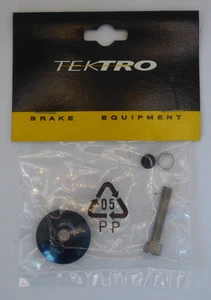 TEKTRO
BRAKE EQUIPMENT
05
PP